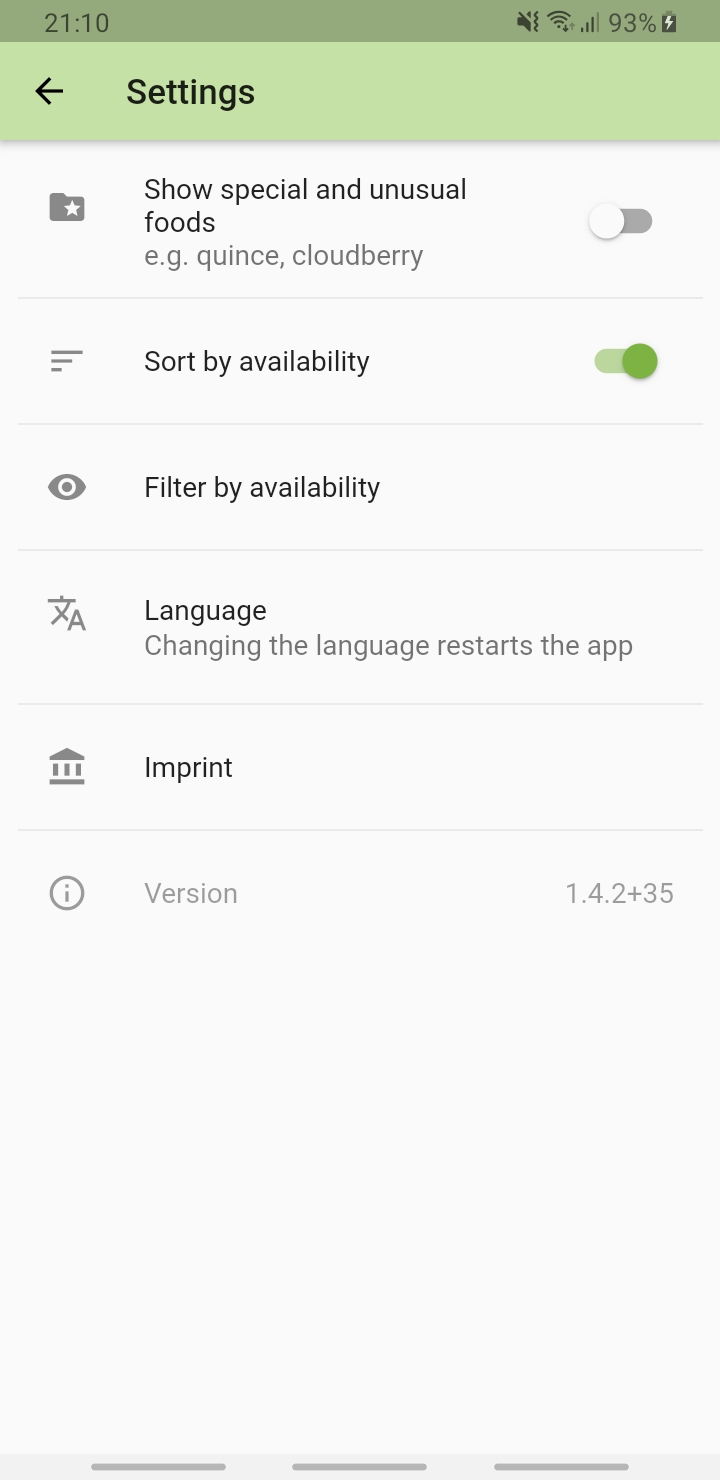 21:10 93%
Settings
Show special and unusual
foods
e.g. quince, cloudberry
Sort by availability
Filter by availability
Language
Changing the language restarts the app
Imprint
Version 1.4.2+35